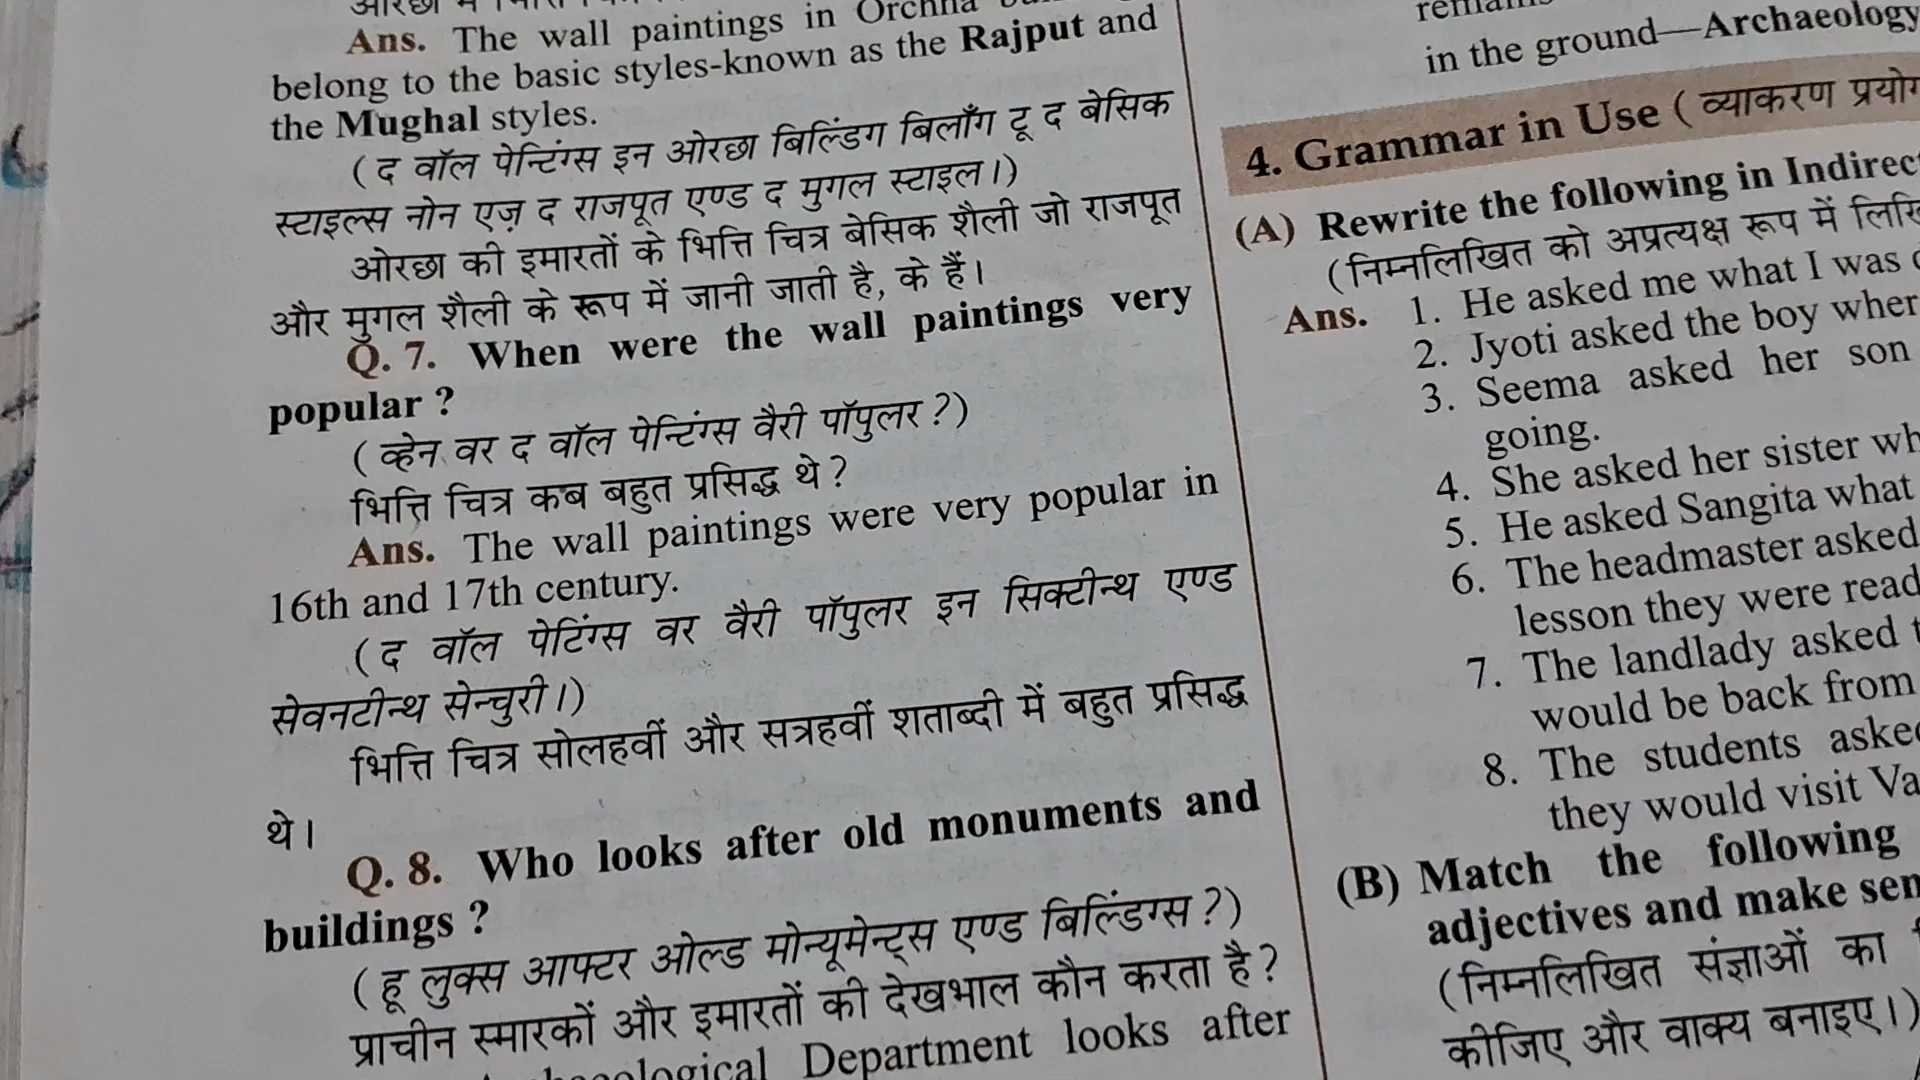 Ans. The wall paintings in Orchha
belong to the basic styles-known as the Rajput and
the Mughal styles.
( द वॉल पेन्टिंग्स इन ओरछा बिल्डिंग बिलाँग टू द बेसिक
स्टाइल्स नोन एज़ द राजपूत एण्ड द मुगल स्टाइल।)
ओरछा की इमारतों के भित्ति चित्र बेसिक शैली जो राजपूत
और मुगल शैली के रूप में जानी जाती है, के हैं।
Q. 7. When were the wall paintings very
popular ?
( व्हेन वर द वॉल पेन्टिंग्स वैरी पॉपुलर ?)
भित्ति चित्र कब बहुत प्रसिद्ध थे ?
Ans. The wall paintings were very popular in
16th and 17th century.
( द वॉल पेटिंग्स वर वैरी पॉपुलर इन सिक्टीन्थ एण्ड
सेवनटीन्थ सेन्चुरी।)
भित्ति चित्र सोलहवीं और सत्रहवीं शताब्दी में बहुत प्रसिद्ध
थे।
Q. 8. Who looks after old monuments and
buildings ?
( हू लुक्स आफ्टर ओल्ड मोन्यूमेन्ट्स एण्ड बिल्डिंग्स ?)
प्राचीन स्मारकों और इमारतों की देखभाल कौन करता है ?
Department looks after
in the ground—Archaeology
4. Grammar in Use ( व्याकरण
(A) Rewrite the following in
(निम्नलिखित को अप्रत्यक्ष रूप में
Ans. 1. He asked me what I was
2. Jyoti asked the boy
3. Seema asked her son
going.
4. She asked her sister
5. He asked Sangita what
6. The headmaster asked
lesson they were
7. The landlady asked
would be back from
8. The students
they would visit
(B) Match the following
adjectives and make
(निम्नलिखित संज्ञाओं का
कीजिए और वाक्य बनाइए।)